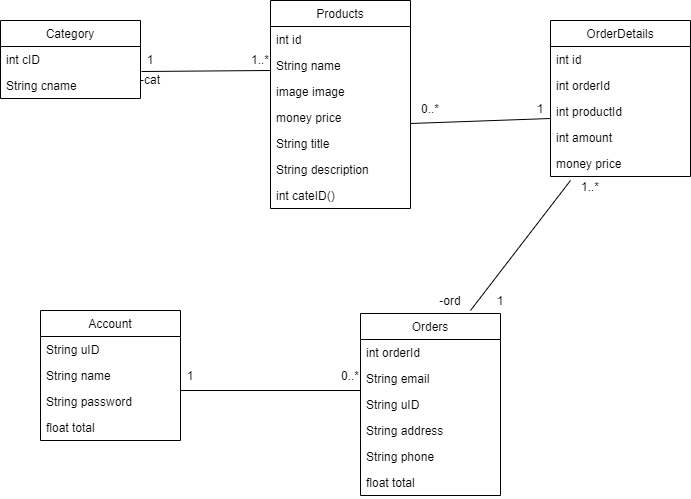 Category
int cID
String cname
1
-cat
1..*
Products
int id
String name
image image
money price
String title
String description
int cateID()
0..*
1
OrderDetails
int id
int orderId
int productId
int amount
money price
1..*
-ord
1
Account
String uID
String name
String password
float total
1
0..*
Orders
int orderId
String email
String uID
String address
String phone
float total